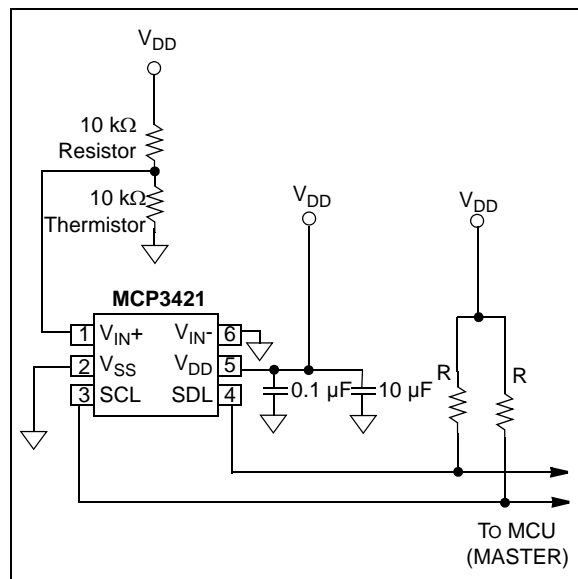 VDD
10 kΩ
Resistor
10 kΩ
Thermistor
VDD
VDD
MCP3421
1 VIN+ VIN- 6
2 VSS VDD 5
3 SCL SDL 4
0.1 µF 10 µF
R R
TO MCU
(MASTER)